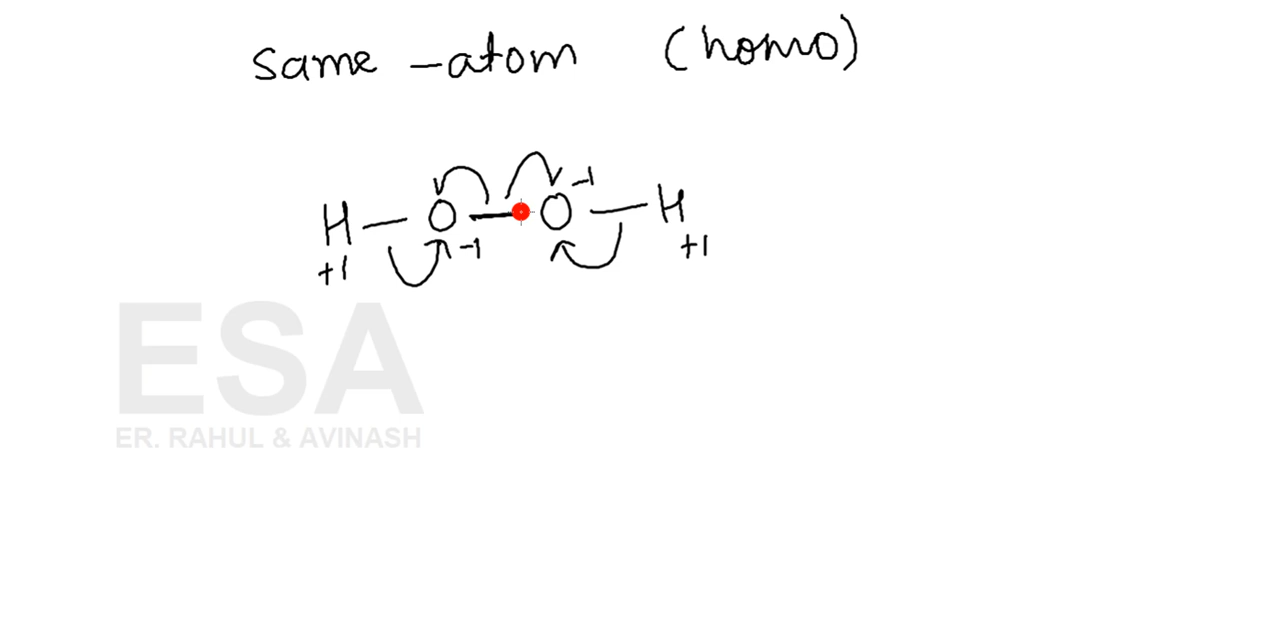 same -atom (homo)
H - O - O -1 - H
+1 -1 +1
ESA
ER. RAHUL & AVINASH